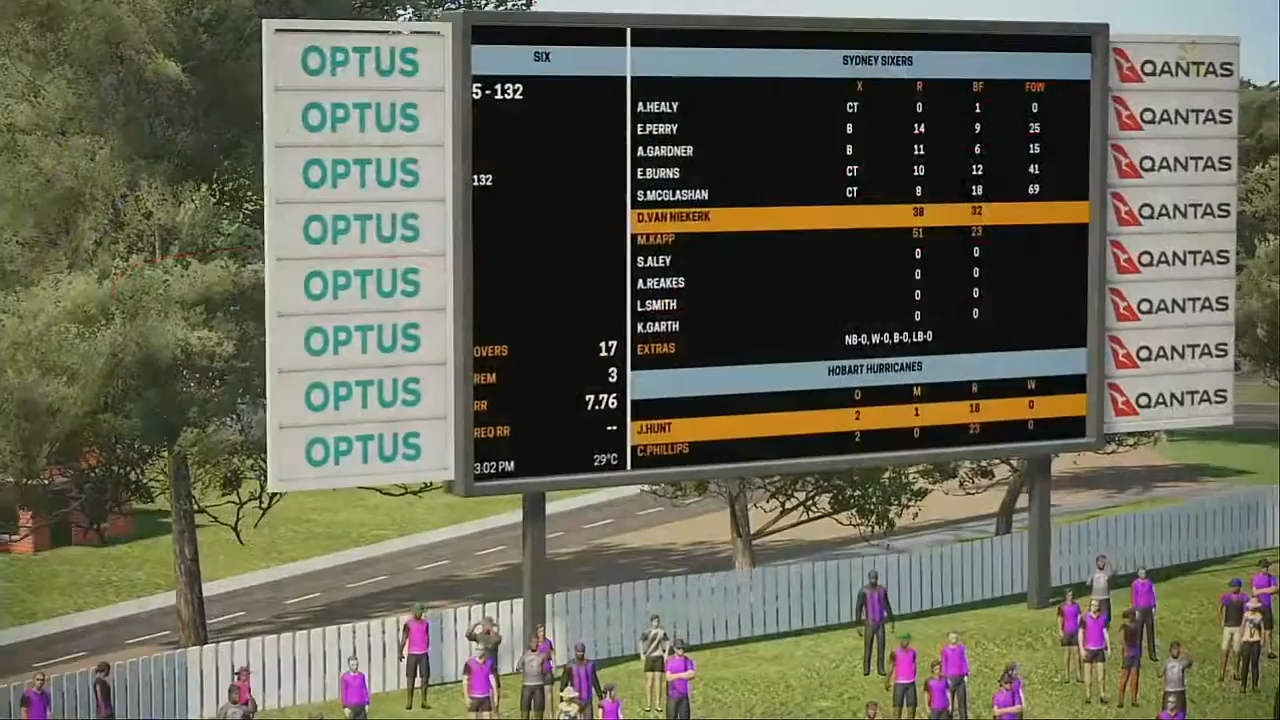 OPTUS
OPTUS
OPTUS
OPTUS
OPTUS
OPTUS
OPTUS
OPTUS
SIX
5-132
132
OVERS 17
REM 3
RR 7.76
REQ RR --
3:02 PM 29°C
SYDNEY SIXERS
X R BF FOW
A.HEALY CT 0 1 0
E.PERRY B 14 9 25
A.GARDNER B 11 6 15
E.BURNS CT 10 12 41
S.MCGLASHAN CT 8 18 69
D.VAN NIEKERK 38 32
M.KAPP 51 23
S.ALEY 0 0
A.REAKES 0 0
L.SMITH 0 0
K.GARTH 0 0
EXTRAS NB-0, W-0, B-0, LB-0
HOBART HURRICANES
O M R W
J.HUNT 2 1 18 0
C.PHILLIPS 2 0 23 0
QANTAS
QANTAS
QANTAS
QANTAS
QANTAS
QANTAS
QANTAS
QANTAS